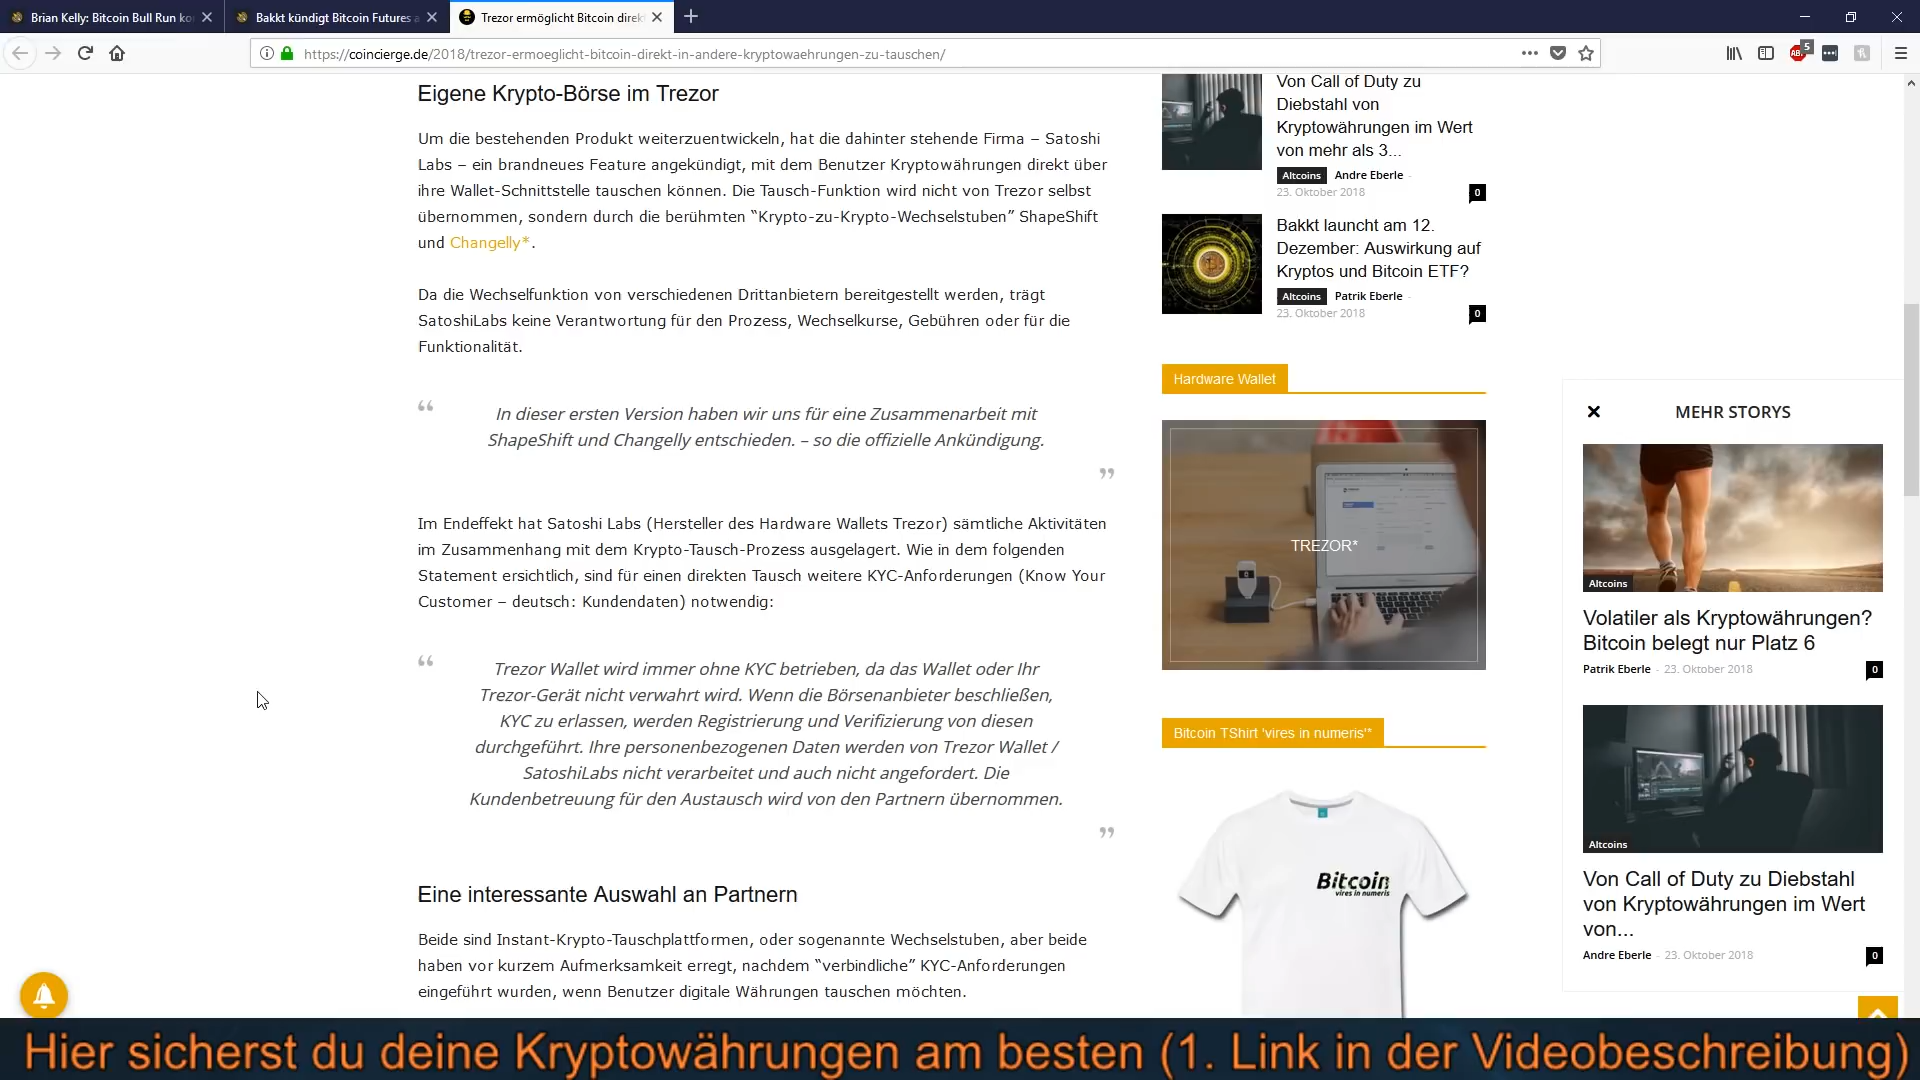 Brian Kelly: Bitcoin Bull Run ko
Bakkt kündigt Bitcoin Futures a
Trezor ermöglicht Bitcoin direk
https://coincierge.de/2018/trezor-ermoeglicht-bitcoin-direkt-in-andere-kryptowaehrungen-zu-tauschen/
5
Eigene Krypto-Börse im Trezor
Um die bestehenden Produkt weiterzuentwickeln, hat die dahinter stehende Firma – Satoshi
Labs – ein brandneues Feature angekündigt, mit dem Benutzer Kryptowährungen direkt über
ihre Wallet-Schnittstelle tauschen können. Die Tausch-Funktion wird nicht von Trezor selbst
übernommen, sondern durch die berühmten “Krypto-zu-Krypto-Wechselstuben” ShapeShift
und Changelly*.
Da die Wechselfunktion von verschiedenen Drittanbietern bereitgestellt werden, trägt
SatoshiLabs keine Verantwortung für den Prozess, Wechselkurse, Gebühren oder für die
Funktionalität.
“
In dieser ersten Version haben wir uns für eine Zusammenarbeit mit
ShapeShift und Changelly entschieden. – so die offizielle Ankündigung.
”
Im Endeffekt hat Satoshi Labs (Hersteller des Hardware Wallets Trezor) sämtliche Aktivitäten
im Zusammenhang mit dem Krypto-Tausch-Prozess ausgelagert. Wie in dem folgenden
Statement ersichtlich, sind für einen direkten Tausch weitere KYC-Anforderungen (Know Your
Customer – deutsch: Kundendaten) notwendig:
“
Trezor Wallet wird immer ohne KYC betrieben, da das Wallet oder Ihr
Trezor-Gerät nicht verwahrt wird. Wenn die Börsenanbieter beschließen,
KYC zu erlassen, werden Registrierung und Verifizierung von diesen
durchgeführt. Ihre personenbezogenen Daten werden von Trezor Wallet /
SatoshiLabs nicht verarbeitet und auch nicht angefordert. Die
Kundenbetreuung für den Austausch wird von den Partnern übernommen.
”
Eine interessante Auswahl an Partnern
Beide sind Instant-Krypto-Tauschplattformen, oder sogenannte Wechselstuben, aber beide
haben vor kurzem Aufmerksamkeit erregt, nachdem “verbindliche” KYC-Anforderungen
eingeführt wurden, wenn Benutzer digitale Währungen tauschen möchten.
Von Call of Duty zu
Diebstahl von
Kryptowährungen im Wert
von mehr als 3...
Altcoins Andre Eberle -
23. Oktober 2018
0
Bakkt launcht am 12.
Dezember: Auswirkung auf
Kryptos und Bitcoin ETF?
Altcoins Patrik Eberle -
23. Oktober 2018
0
Hardware Wallet
TREZOR*
Bitcoin TShirt 'vires in numeris'*
Bitcoin
vires in numeris
MEHR STORYS
Altcoins
Volatiler als Kryptowährungen?
Bitcoin belegt nur Platz 6
Patrik Eberle - 23. Oktober 2018
0
Altcoins
Von Call of Duty zu Diebstahl
von Kryptowährungen im Wert
von...
Andre Eberle - 23. Oktober 2018
0
Hier sicherst du deine Kryptowährungen am besten (1. Link in der Videobeschreibung)